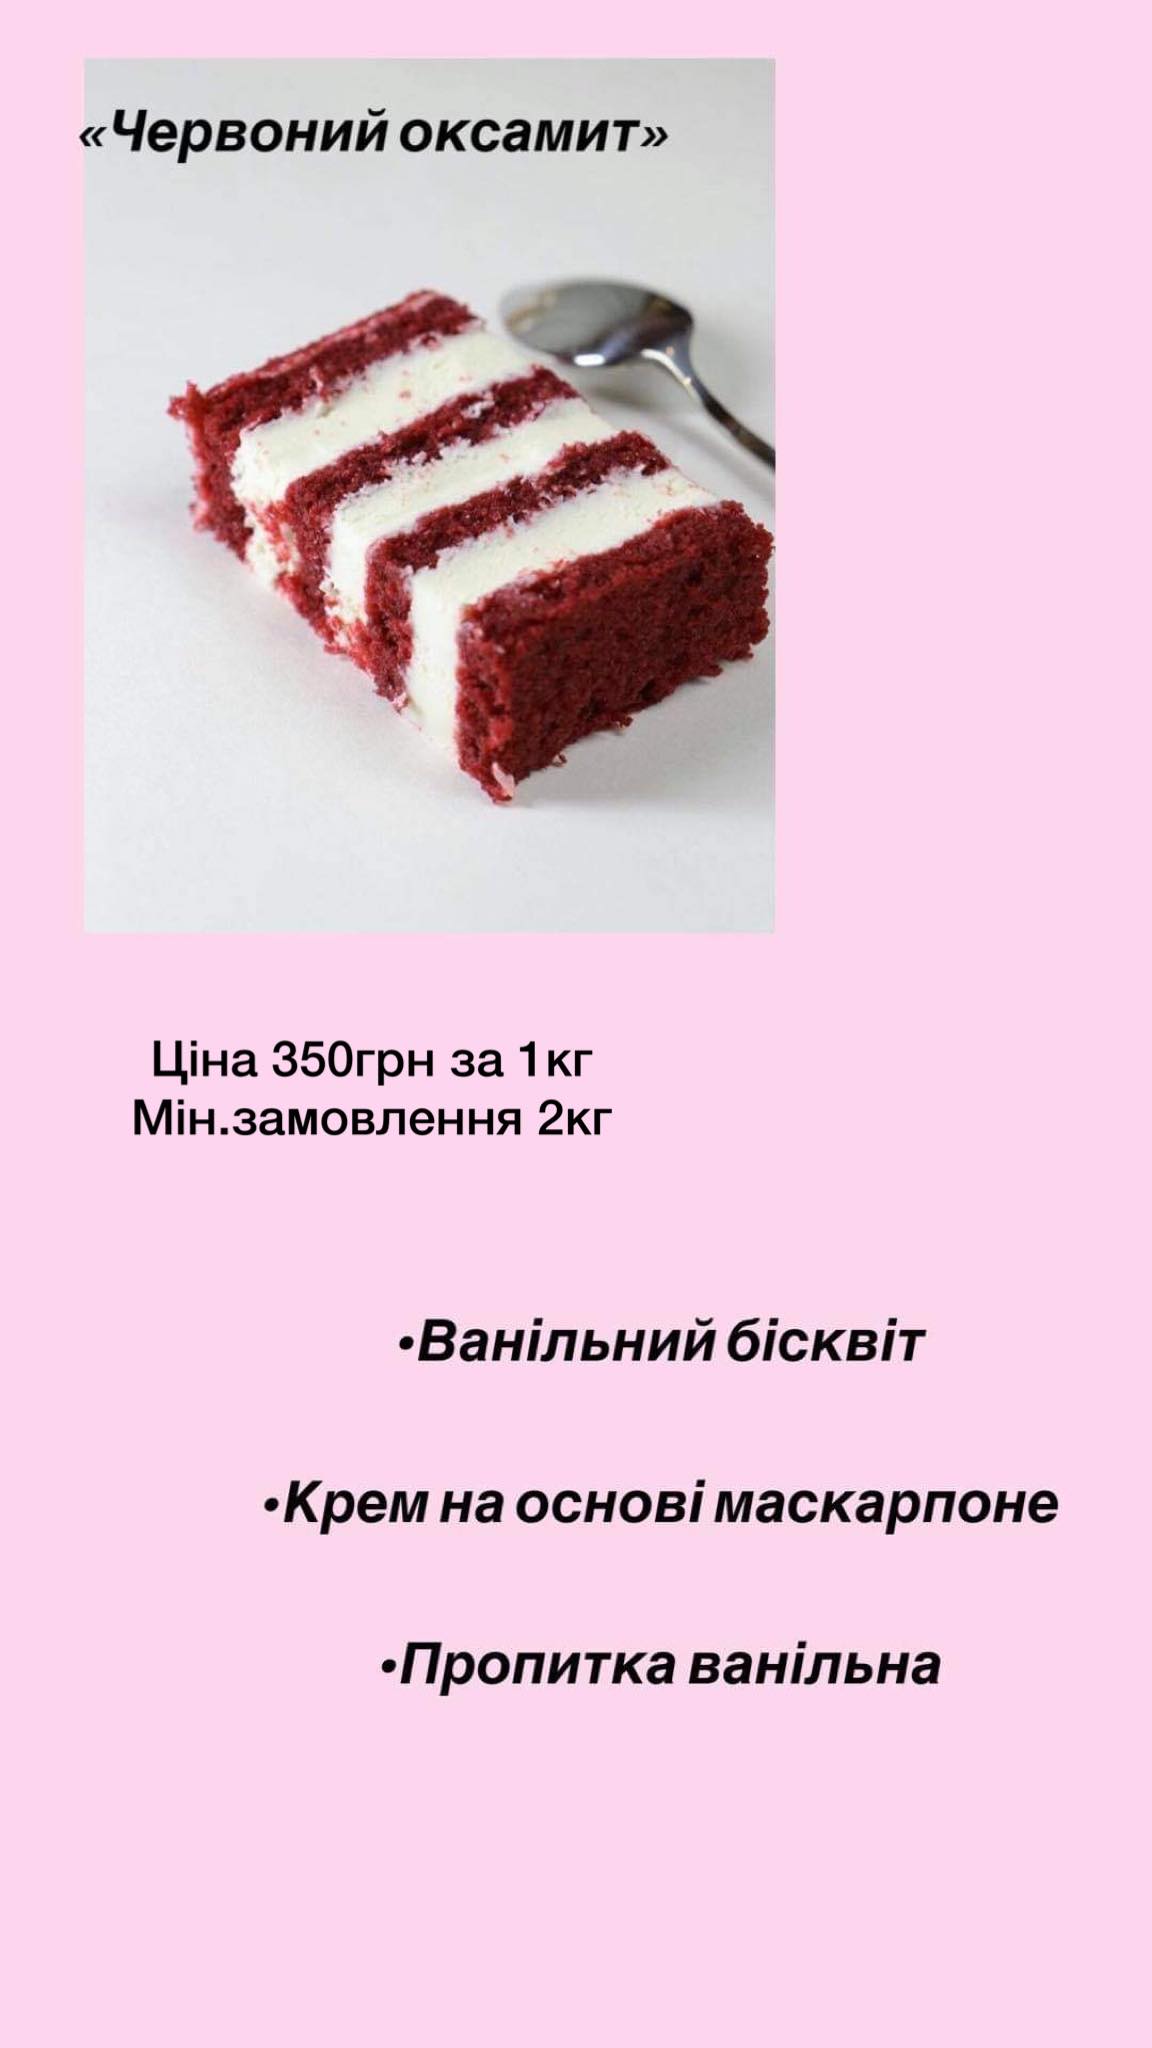 «Червоний оксамит»
Ціна 350грн за 1кг
Мін.замовлення 2кг
•Ванільний бісквіт
•Крем на основі маскарпоне
•Пропитка ванільна